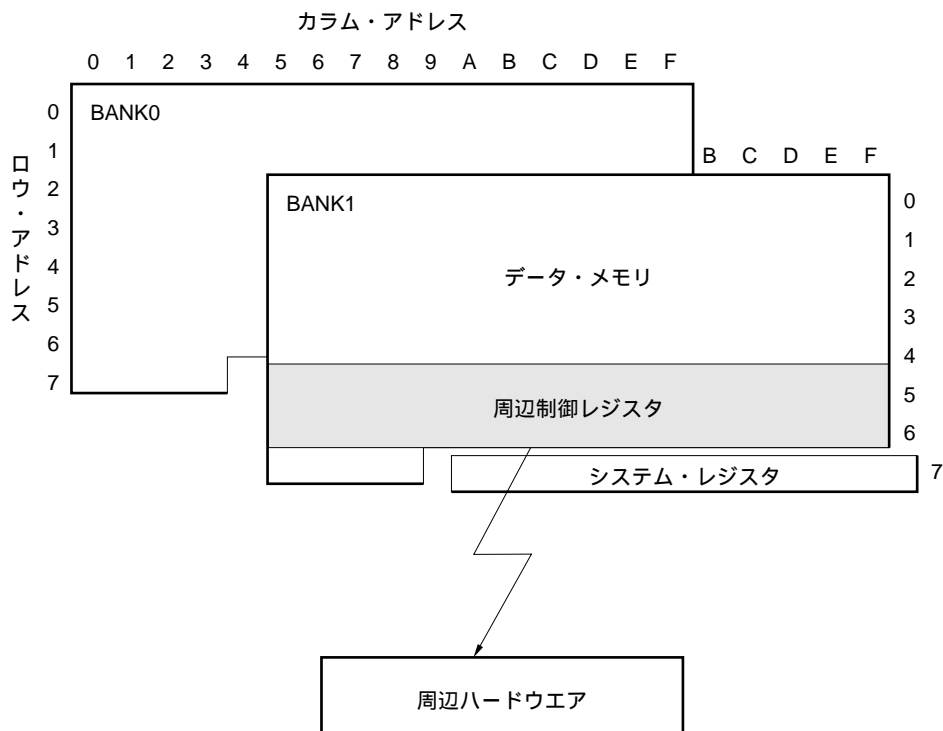 カラム・アドレス
0 1 2 3 4 5 6 7 8 9 A B C D E F
ロウ・アドレス
0
1
2
3
4
5
6
7
BANK0
B C D E F
BANK1
0
1
2
3
4
5
6
7
データ・メモリ
周辺制御レジスタ
システム・レジスタ
周辺ハードウエア